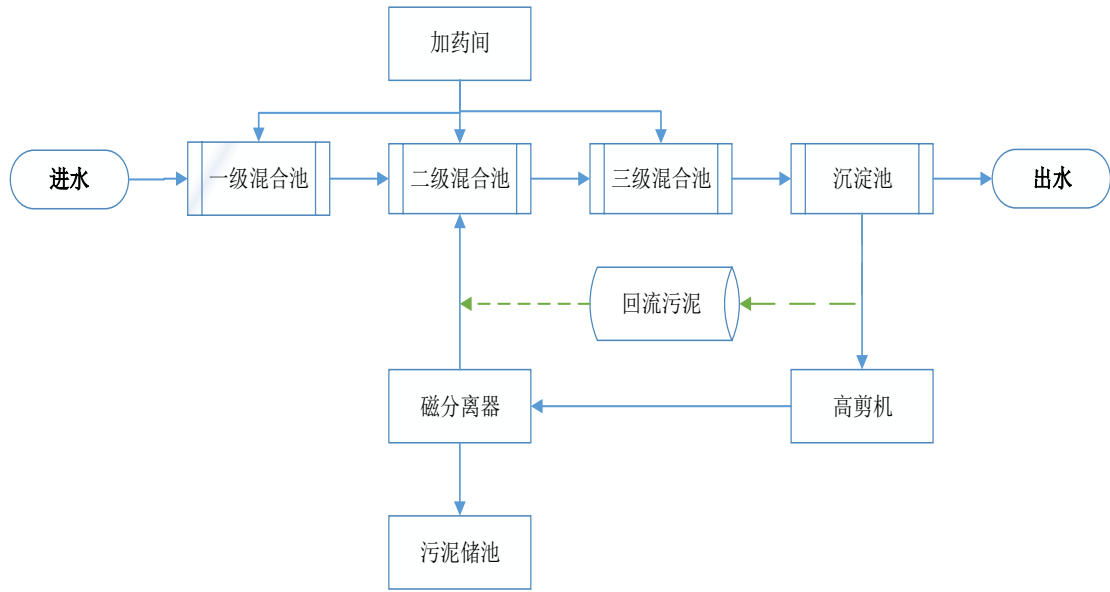 加药间
进水
一级混合池
二级混合池
三级混合池
沉淀池
出水
回流污泥
磁分离器
高剪机
污泥储池